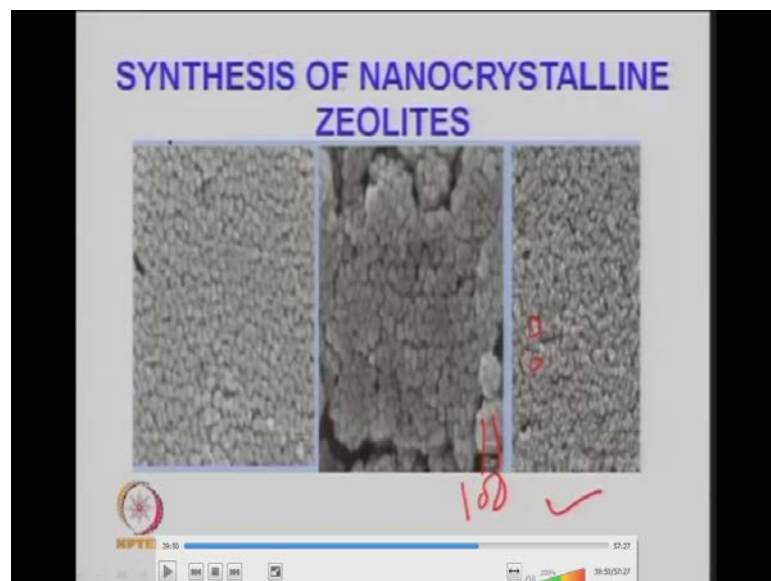 SYNTHESIS OF NANOCRYSTALLINE
ZEOLITES
100
NPTEL
39:50
57:27
39:50/57:27